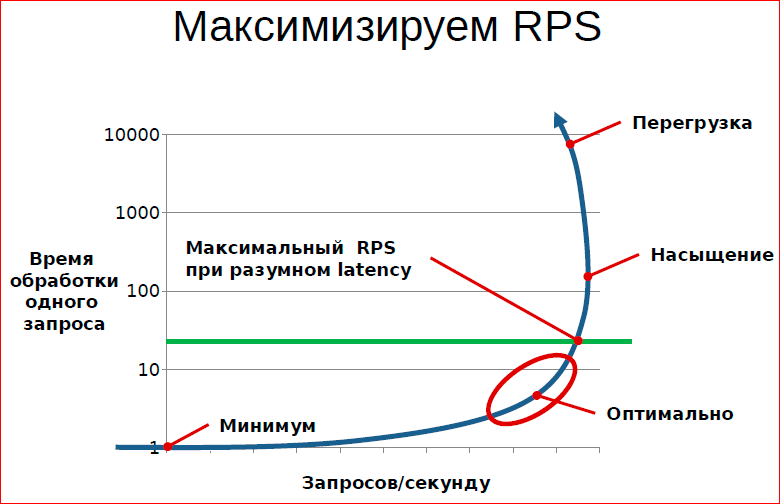 Максимизируем RPS
Перегрузка
10000
1000
Максимальный RPS
при разумном latency
Насыщение
Время
обработки
одного
запроса
100
10
Оптимально
Минимум
1
Запросов/секунду